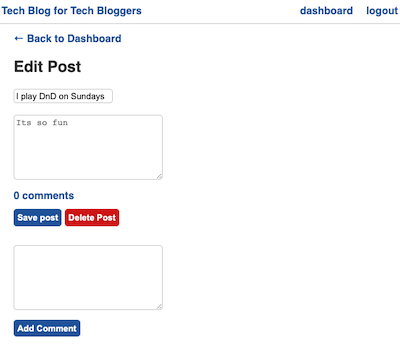 Tech Blog for Tech Bloggers dashboard logout
← Back to Dashboard
Edit Post
I play DnD on Sundays
Its so fun
0 comments
Save post Delete Post
Add Comment